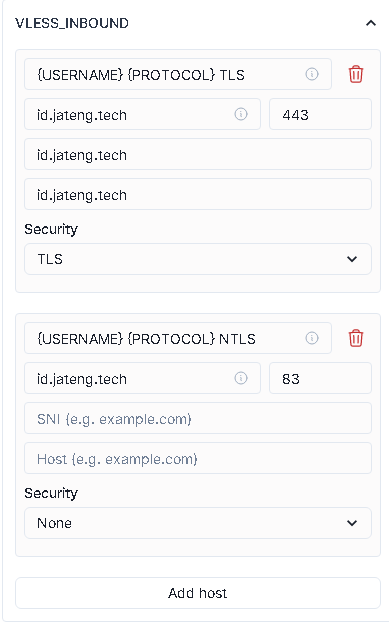 VLESS_INBOUND
{USERNAME} {PROTOCOL} TLS
id.jateng.tech 443
id.jateng.tech
id.jateng.tech
Security
TLS
{USERNAME} {PROTOCOL} NTLS
id.jateng.tech 83
SNI (e.g. example.com)
Host (e.g. example.com)
Security
None
Add host